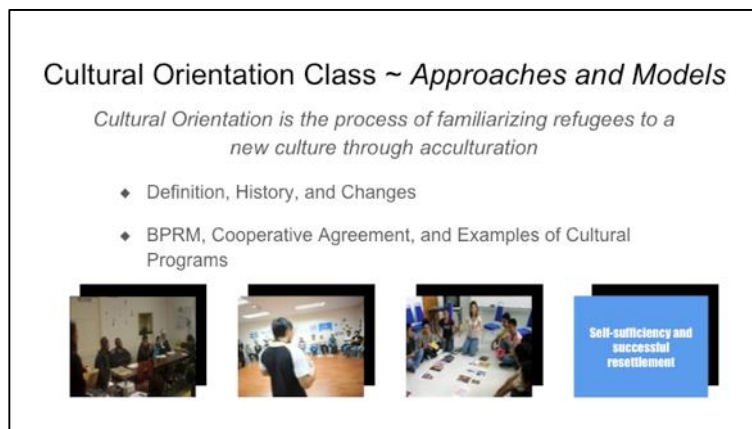 Cultural Orientation Class ~ Approaches and Models
Cultural Orientation is the process of familiarizing refugees to a
new culture through acculturation
◆ Definition, History, and Changes
◆ BPRM, Cooperative Agreement, and Examples of Cultural
Programs
Self-sufficiency and
successful
resettlement